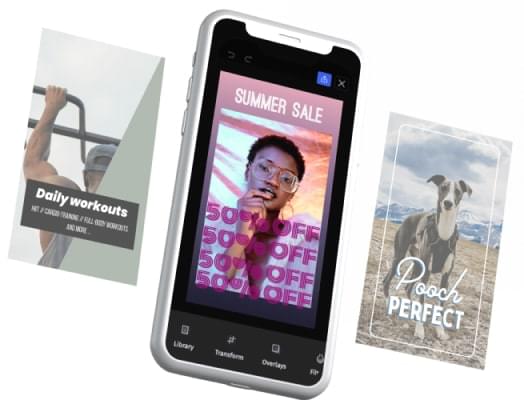 Daily workouts
HIIT // CARDIO TRAINING // FULL-BODY WORKOUTS
AND MORE...
SUMMER SALE
50% OFF
50% OFF
50% OFF
50% OFF
Library
Transform
Overlays
Pooch
PERFECT